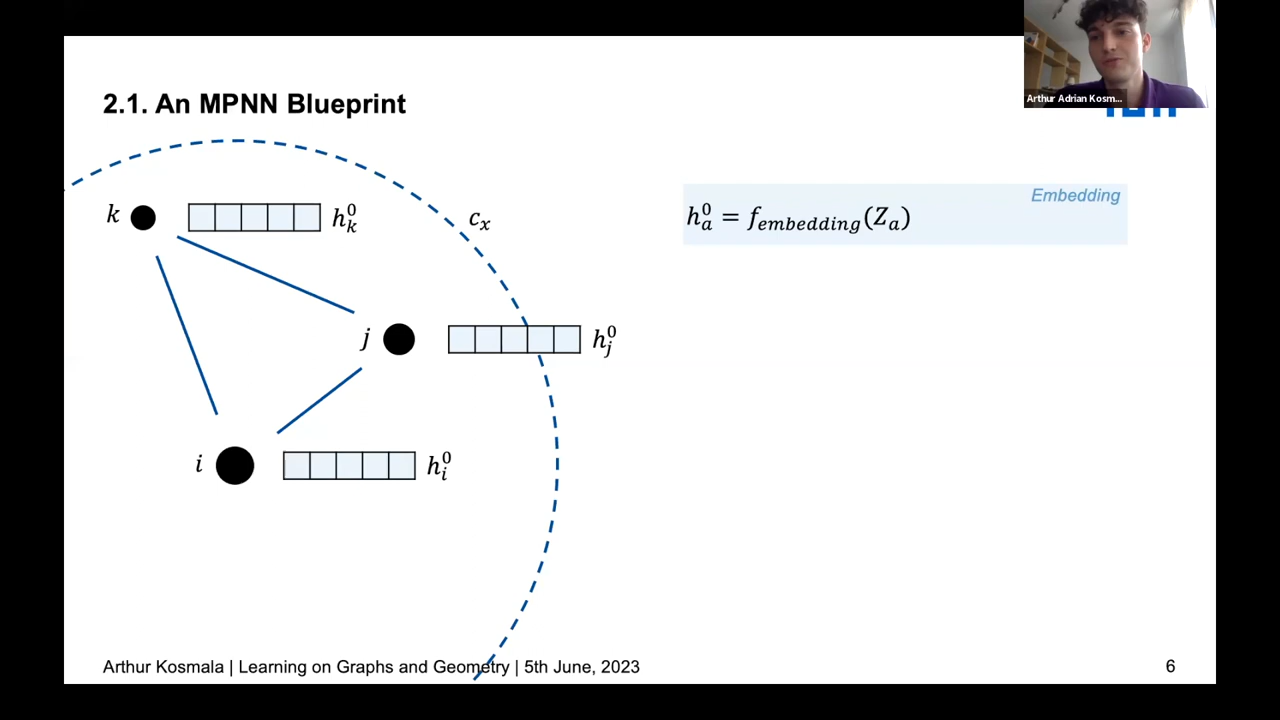 Arthur Adrian Kosm...
2.1. An MPNN Blueprint
Embedding
h_a^0 = f_embedding(Z_a)
k
h_k^0
c_x
j
h_j^0
i
h_i^0
Arthur Kosmala | Learning on Graphs and Geometry | 5th June, 2023
6